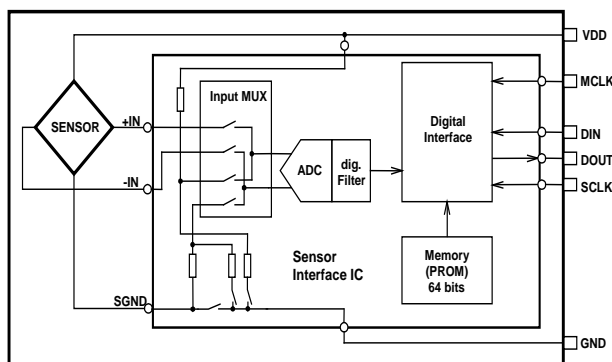 VDD
MCLK
Input MUX
+IN
SENSOR
Digital
Interface
DIN
DOUT
ADC
dig.
Filter
-IN
SCLK
Sensor
Interface IC
Memory
(PROM)
64 bits
SGND
GND